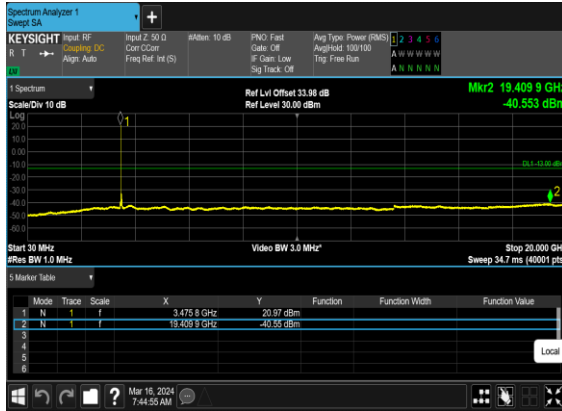 Spectrum Analyzer 1
Swept SA
+
KEYSIGHT
R T
LU
Input: RF
Coupling: DC
Align: Auto
Input Z: 50 Ω
Corr CCorr
Freq Ref: Int (S)
#Atten: 10 dB
PNO: Fast
Gate: Off
IF Gain: Low
Sig Track: Off
Avg Type: Power (RMS)
Avg|Hold: 100/100
Trig: Free Run
1 2 3 4 5 6
A W W W W W
A N N N N N
1 Spectrum
Scale/Div 10 dB
Ref Lvl Offset 33.98 dB
Ref Level 30.00 dBm
Mkr2 19.409 9 GHz
-40.553 dBm
Log
20.0
10.0
0.00
-10.0
-20.0
-30.0
-40.0
-50.0
-60.0
1
DL1 -13.00 dBm
2
Start 30 MHz
#Res BW 1.0 MHz
Video BW 3.0 MHz*
Stop 20.000 GHz
Sweep 34.7 ms (40001 pts)
5 Marker Table
Mode Trace Scale X Y Function Function Width Function Value
1 N 1 f 3.475 8 GHz 20.97 dBm
2 N 1 f 19.409 9 GHz -40.55 dBm
3
4
5
6
Local
?
Mar 16, 2024
7:44:55 AM